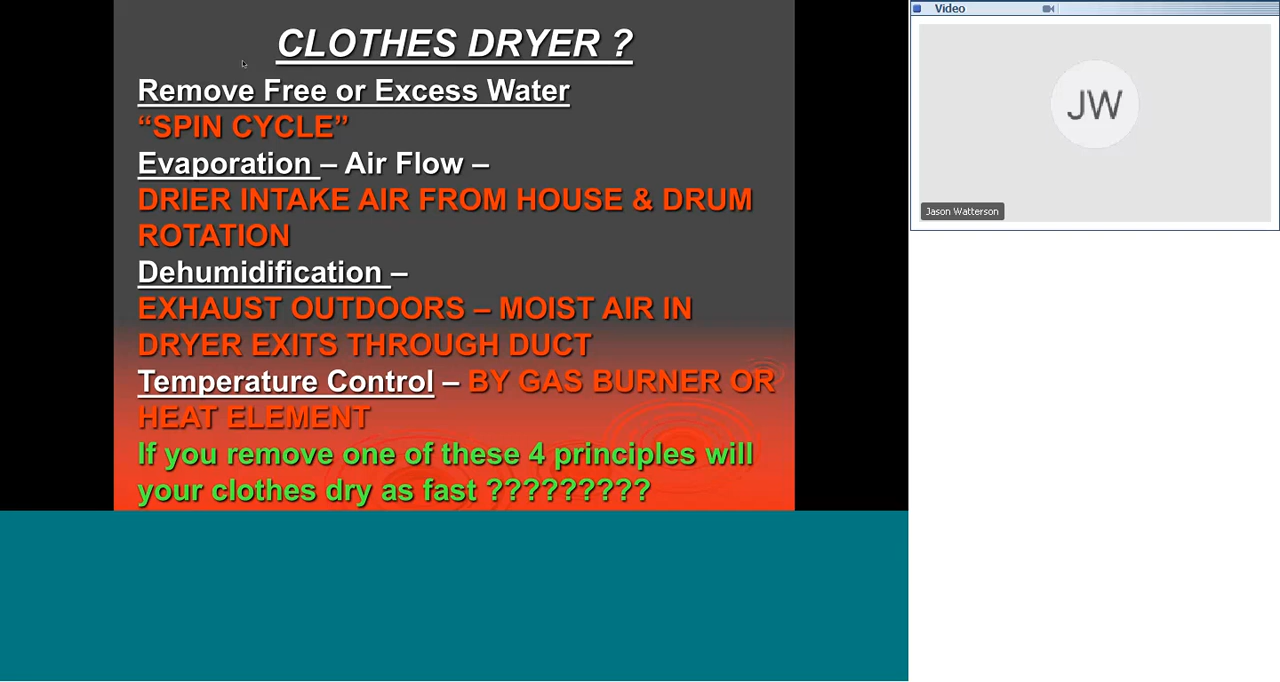 CLOTHES DRYER ?
Remove Free or Excess Water
“SPIN CYCLE”
Evaporation – Air Flow –
DRIER INTAKE AIR FROM HOUSE & DRUM
ROTATION
Dehumidification –
EXHAUST OUTDOORS – MOIST AIR IN
DRYER EXITS THROUGH DUCT
Temperature Control – BY GAS BURNER OR
HEAT ELEMENT
If you remove one of these 4 principles will
your clothes dry as fast ?????????
Video
JW
Jason Watterson